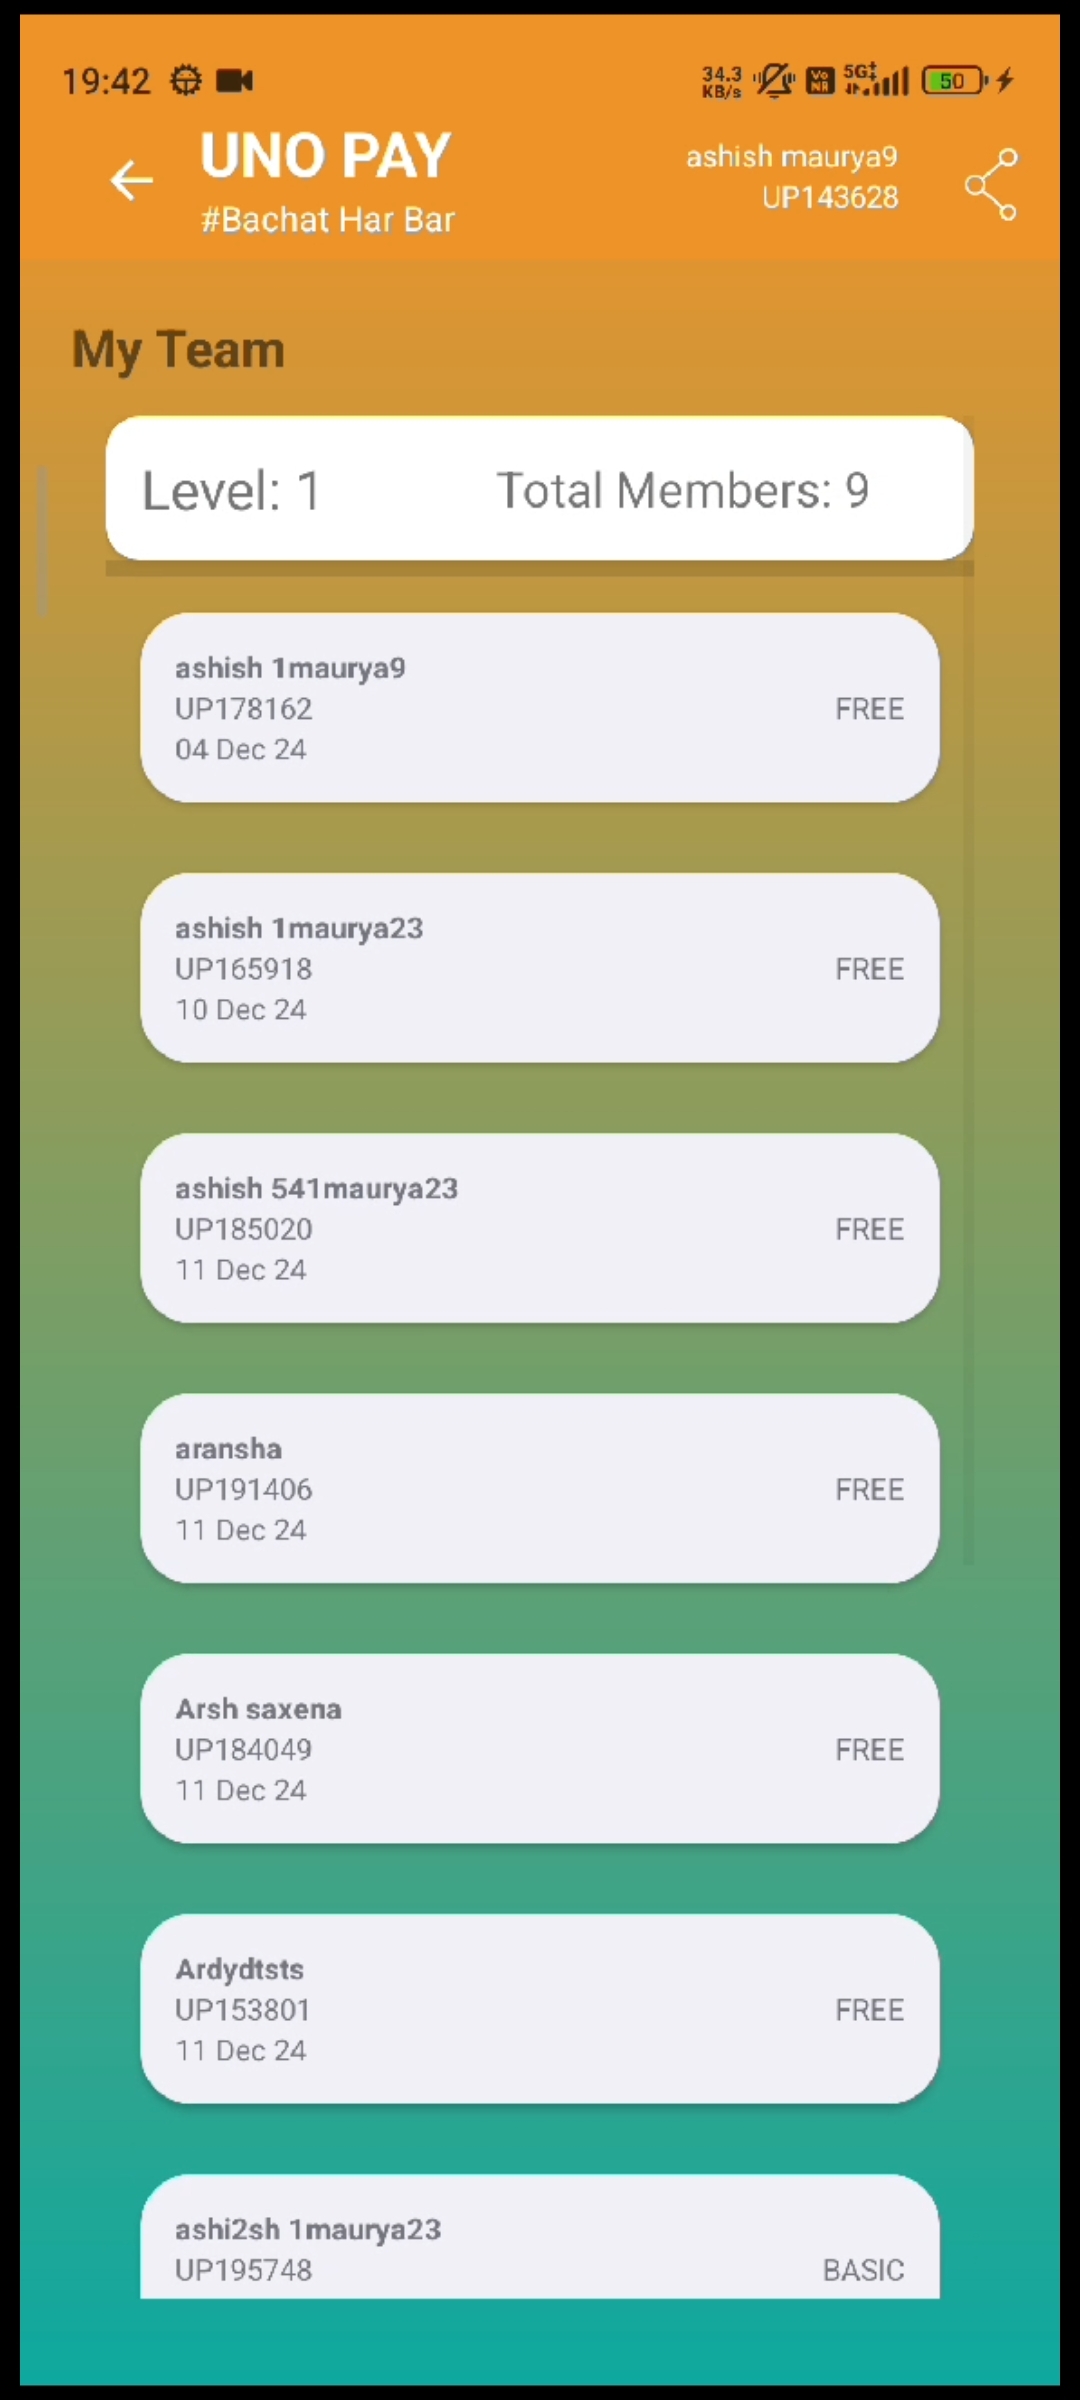 19:42
34.3 KB/s
Vo NR
5G
50
UNO PAY
#Bachat Har Bar
ashish maurya9
UP143628
My Team
Level: 1 Total Members: 9
ashish 1maurya9
UP178162 FREE
04 Dec 24
ashish 1maurya23
UP165918 FREE
10 Dec 24
ashish 541maurya23
UP185020 FREE
11 Dec 24
aransha
UP191406 FREE
11 Dec 24
Arsh saxena
UP184049 FREE
11 Dec 24
Ardydtsts
UP153801 FREE
11 Dec 24
ashi2sh 1maurya23
UP195748 BASIC